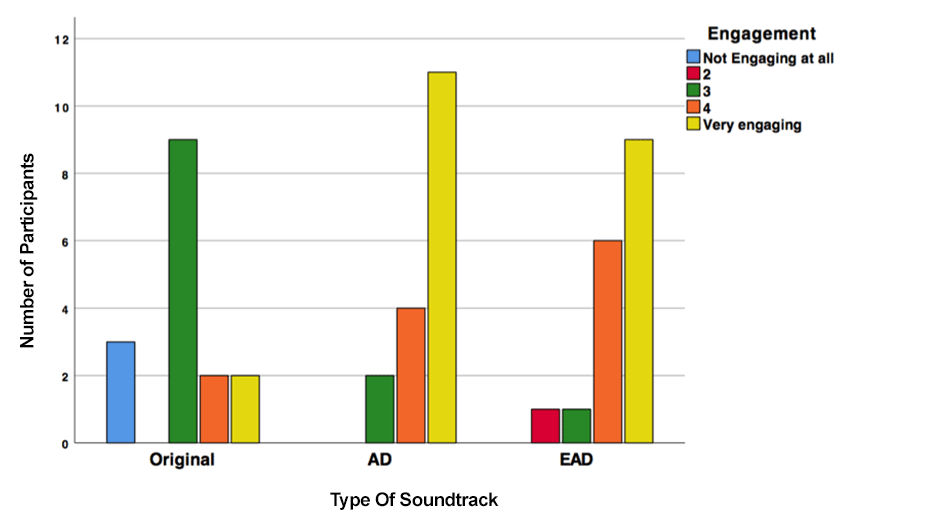 Engagement
Not Engaging at all
2
3
4
Very engaging
Number of Participants
12
10
8
6
4
2
0
Original
AD
EAD
Type Of Soundtrack